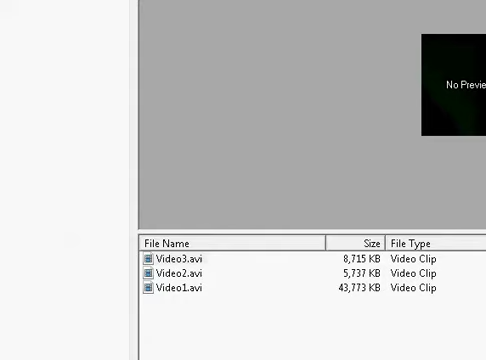 No Previe
File Name Size File Type
Video3.avi 8,715 KB Video Clip
Video2.avi 5,737 KB Video Clip
Video1.avi 43,773 KB Video Clip